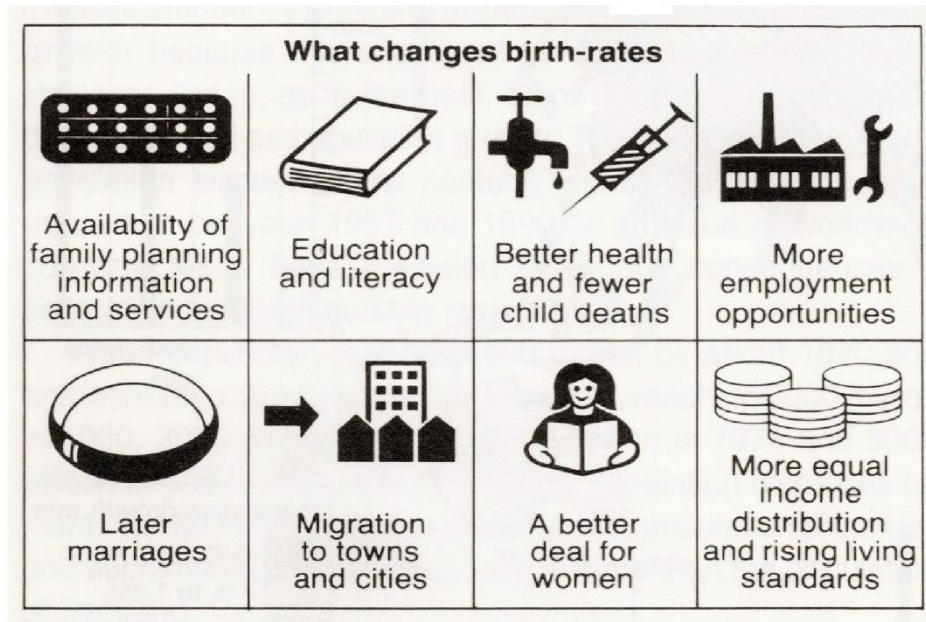 What changes birth-rates
Availability of
family planning
information
and services
Education
and literacy
Better health
and fewer
child deaths
More
employment
opportunities
Later
marriages
Migration
to towns
and cities
A better
deal for
women
More equal
income
distribution
and rising living
standards